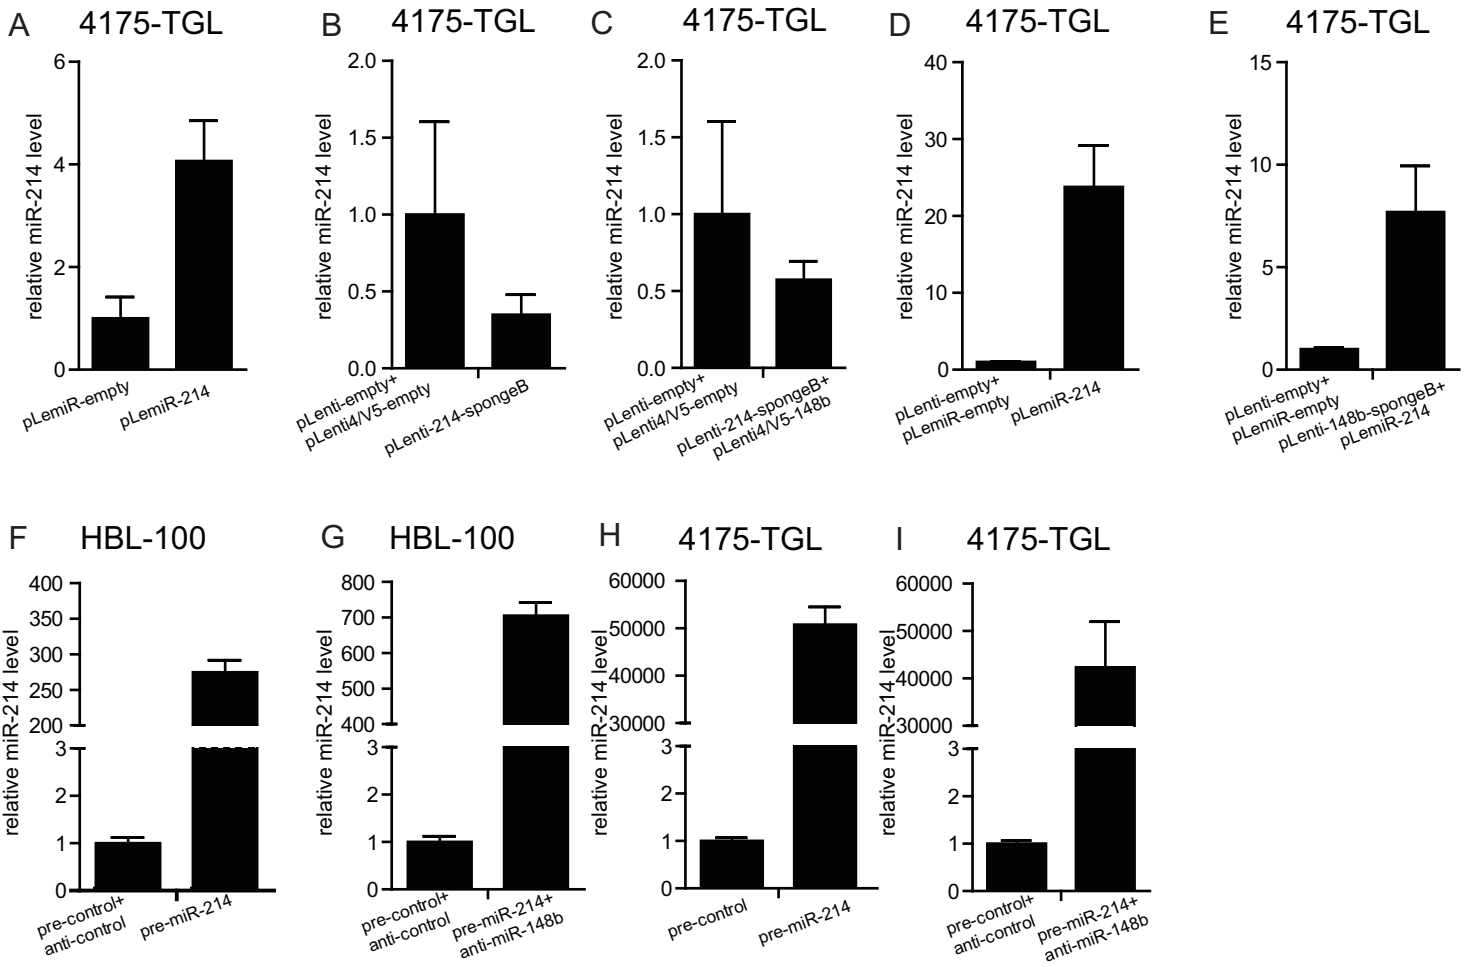 A 4175-TGL
relative miR-214 level
6
4
2
0
pLemiR-empty
pLemiR-214
B 4175-TGL
relative miR-214 level
2.0
1.5
1.0
0.5
0.0
pLenti-empty+
pLenti4/V5-empty
pLenti-214-spongeB
C 4175-TGL
relative miR-214 level
2.0
1.5
1.0
0.5
0.0
pLenti-empty+
pLenti4/V5-empty
pLenti-214-spongeB+
pLenti4/V5-148b
D 4175-TGL
relative miR-214 level
40
30
20
10
0
pLenti-empty+
pLemiR-empty
pLemiR-214
E 4175-TGL
relative miR-214 level
15
10
5
0
pLenti-empty+
pLemiR-empty
pLenti-148b-spongeB+
pLemiR-214
F HBL-100
relative miR-214 level
400
350
300
250
200
3
2
1
0
pre-control+
anti-control
pre-miR-214
G HBL-100
relative miR-214 level
800
700
600
500
400
3
2
1
0
pre-control+
anti-control
pre-miR-214+
anti-miR-148b
H 4175-TGL
relative miR-214 level
60000
50000
40000
30000
3
2
1
0
pre-control
pre-miR-214
I 4175-TGL
relative miR-214 level
60000
50000
40000
30000
3
2
1
0
pre-control+
anti-control
pre-miR-214+
anti-miR-148b